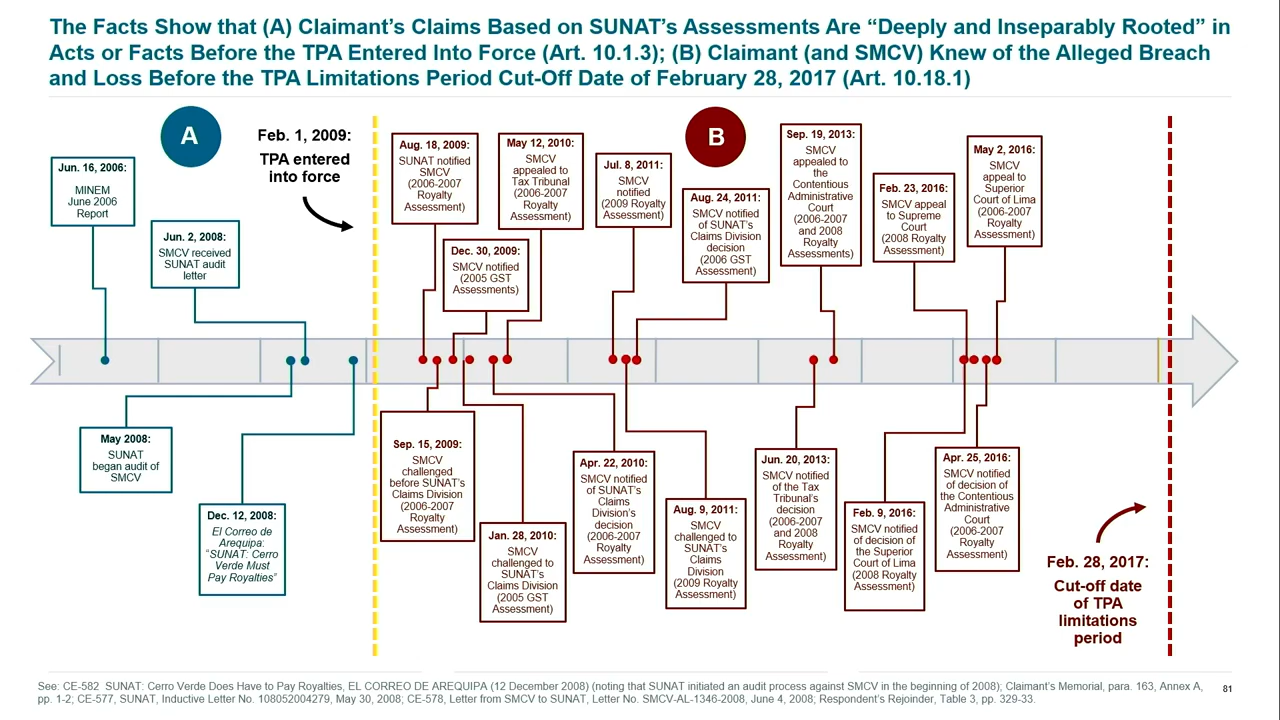 The Facts Show that (A) Claimant's Claims Based on SUNAT's Assessments Are “Deeply and Inseparably Rooted” in
Acts or Facts Before the TPA Entered Into Force (Art. 10.1.3); (B) Claimant (and SMCV) Knew of the Alleged Breach
and Loss Before the TPA Limitations Period Cut-Off Date of February 28, 2017 (Art. 10.18.1)
A
Feb. 1, 2009:
TPA entered
into force
B
Jun. 16, 2006:
MINEM
June 2006
Report
Jun. 2, 2008:
SMCV received
SUNAT audit
letter
Aug. 18, 2009:
SUNAT notified
SMCV
(2006-2007
Royalty
Assessment)
Dec. 30, 2009:
SMCV notified
(2005 GST
Assessments)
May 12, 2010:
SMCV
appealed to
Tax Tribunal
(2006-2007
Royalty
Assessment)
Jul. 8, 2011:
SMCV
notified
(2009 Royalty
Assessment)
Aug. 24, 2011:
SMCV notified
of SUNAT's
Claims Division
decision
(2006 GST
Assessment)
Sep. 19, 2013:
SMCV
appealed to
the
Contentious
Administrative
Court
(2006-2007
and 2008
Royalty
Assessments)
Feb. 23, 2016:
SMCV appeal
to Supreme
Court
(2008 Royalty
Assessment)
May 2, 2016:
SMCV
appeal to
Superior
Court of Lima
(2006-2007
Royalty
Assessment)
May 2008:
SUNAT
began audit of
SMCV
Dec. 12, 2008:
El Correo de
Arequipa:
“SUNAT: Cerro
Verde Must
Pay Royalties”
Sep. 15, 2009:
SMCV
challenged
before SUNAT's
Claims Division
(2006-2007
Royalty
Assessment)
Jan. 28, 2010:
SMCV
challenged to
SUNAT's
Claims Division
(2005 GST
Assessment)
Apr. 22, 2010:
SMCV notified
of SUNAT's
Claims
Division's
decision
(2006-2007
Royalty
Assessment)
Aug. 9, 2011:
SMCV
challenged to
SUNAT's
Claims
Division
(2009 Royalty
Assessment)
Jun. 20, 2013:
SMCV notified
of the Tax
Tribunal's
decision
(2006-2007
and 2008
Royalty
Assessment)
Feb. 9, 2016:
SMCV notified
of decision of
the Superior
Court of Lima
(2008 Royalty
Assessment)
Apr. 25, 2016:
SMCV notified
of decision of
the Contentious
Administrative
Court
(2006-2007
Royalty
Assessment)
Feb. 28, 2017:
Cut-off date
of TPA
limitations
period
See: CE-582 SUNAT: Cerro Verde Does Have to Pay Royalties, EL CORREO DE AREQUIPA (12 December 2008) (noting that SUNAT initiated an audit process against SMCV in the beginning of 2008); Claimant's Memorial, para. 163, Annex A,
pp. 1-2; CE-577, SUNAT, Inductive Letter No. 108052004279, May 30, 2008; CE-578, Letter from SMCV to SUNAT, Letter No. SMCV-AL-1346-2008, June 4, 2008; Respondent's Rejoinder, Table 3, pp. 329-33.
81